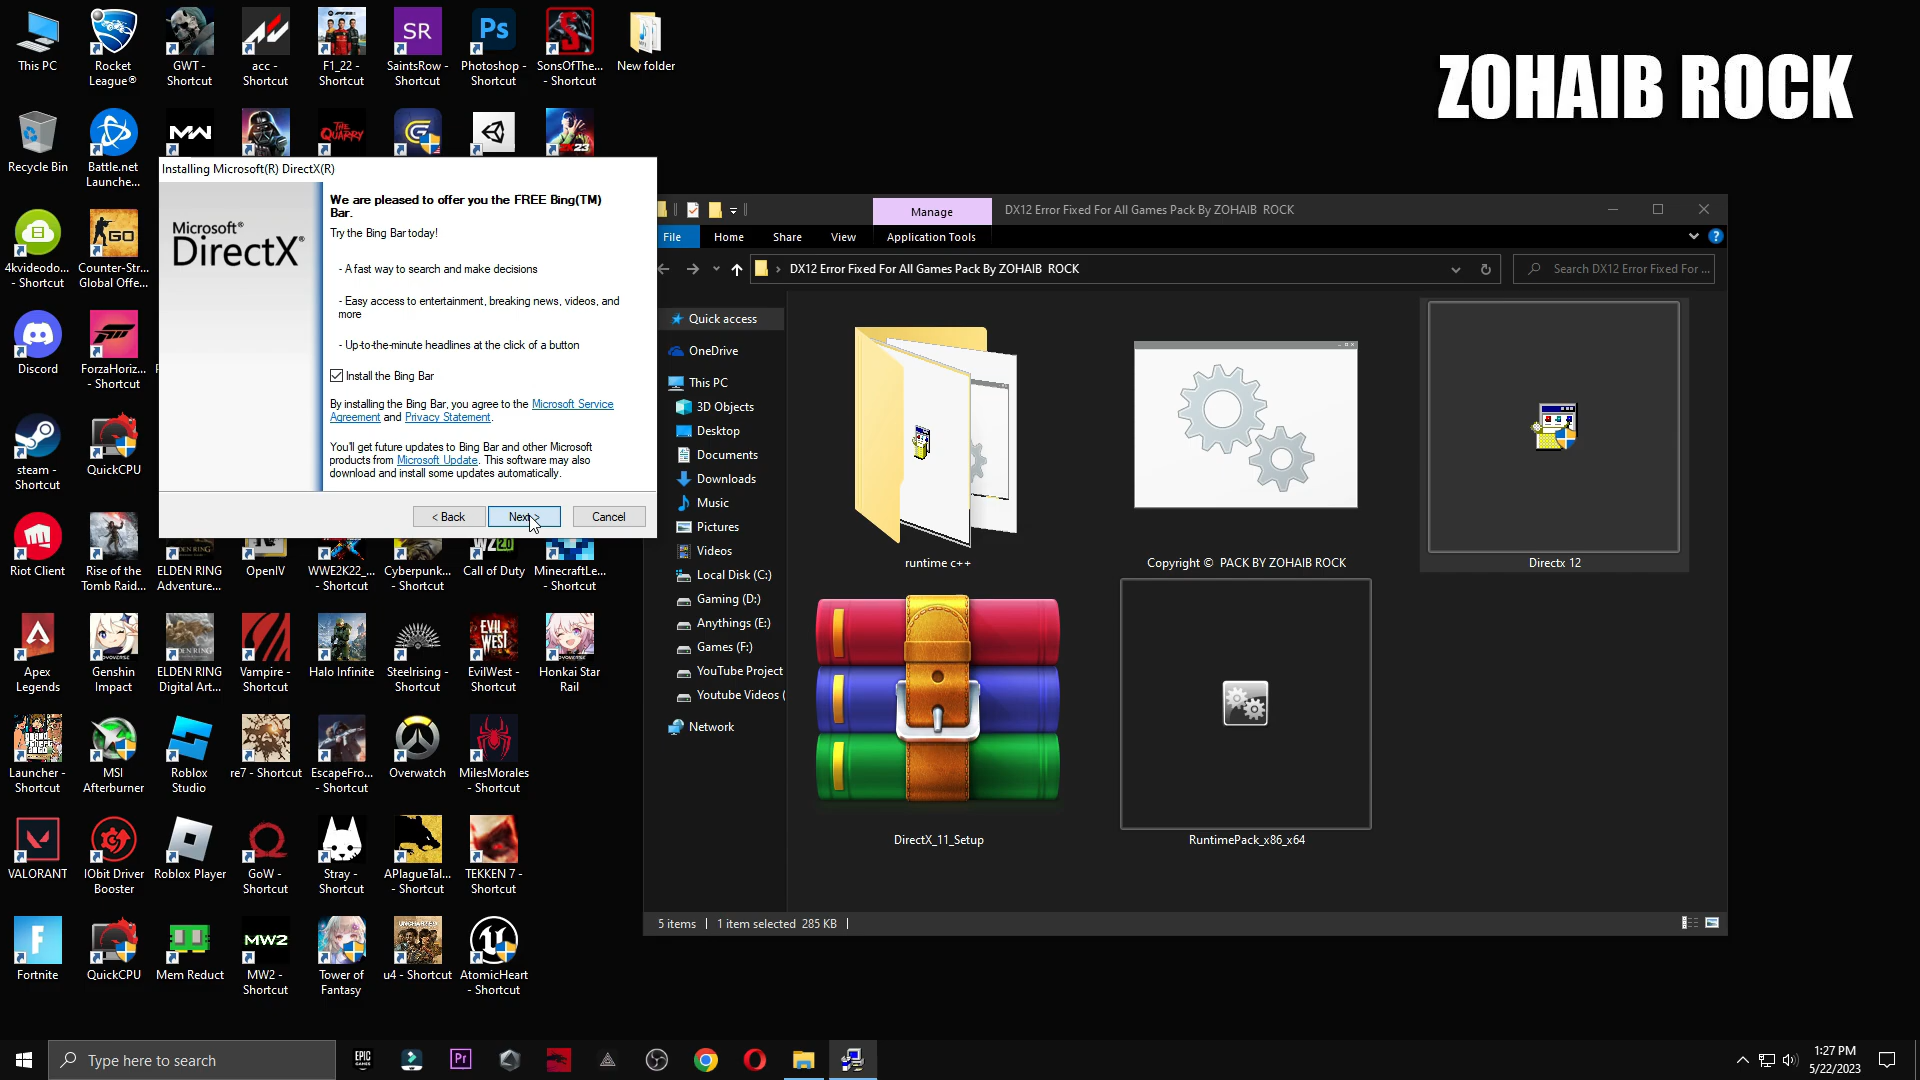 ZOHAIB ROCK
This PC
Rocket
League®
GWT -
Shortcut
acc -
Shortcut
F1_22 -
Shortcut
SR
SaintsRow -
Shortcut
Ps
Photoshop -
Shortcut
SonsOfThe...
- Shortcut
New folder
Recycle Bin
Battle.net
Launche...
THE
QUARRY
2K23
4kvideodo...
- Shortcut
GO
Counter-Str...
Global Offe...
Discord
ForzaHoriz...
- Shortcut
steam -
Shortcut
QuickCPU
Riot Client
Rise of the
Tomb Raid...
ELDEN RING
Adventure...
OpenIV
WWE2K22_...
- Shortcut
Cyberpunk...
- Shortcut
WZ2.0
Call of Duty
MinecraftLe...
- Shortcut
Apex
Legends
Genshin
Impact
ELDEN RING
Digital Art...
Vampire -
Shortcut
Halo Infinite
Steelrising -
Shortcut
EVIL
WEST
EvilWest -
Shortcut
Honkai Star
Rail
Launcher -
Shortcut
MSI
Afterburner
Roblox
Studio
re7 - Shortcut
EscapeFro...
- Shortcut
Overwatch
MilesMorales
- Shortcut
VALORANT
IObit Driver
Booster
Roblox Player
GoW -
Shortcut
Stray -
Shortcut
APlagueTal...
- Shortcut
TEKKEN 7 -
Shortcut
Fortnite
QuickCPU
Mem Reduct
MW2
MW2 -
Shortcut
Tower of
Fantasy
UNCHARTED
u4 - Shortcut
AtomicHeart
- Shortcut
Installing Microsoft(R) DirectX(R)
Microsoft®
DirectX®
We are pleased to offer you the FREE Bing(TM)
Bar.
Try the Bing Bar today!
- A fast way to search and make decisions
- Easy access to entertainment, breaking news, videos, and
more
- Up-to-the-minute headlines at the click of a button
Install the Bing Bar
By installing the Bing Bar, you agree to the Microsoft Service
Agreement and Privacy Statement.
You'll get future updates to Bing Bar and other Microsoft
products from Microsoft Update. This software may also
download and install some updates automatically.
< Back
Next >
Cancel
Manage
DX12 Error Fixed For All Games Pack By ZOHAIB  ROCK
File
Home
Share
View
Application Tools
DX12 Error Fixed For All Games Pack By ZOHAIB  ROCK
Search DX12 Error Fixed For ...
Quick access
OneDrive
This PC
3D Objects
Desktop
Documents
Downloads
Music
Pictures
Videos
Local Disk (C:)
Gaming (D:)
Anythings (E:)
Games (F:)
YouTube Project
Youtube Videos (
Network
runtime c++
Copyright ©  PACK BY ZOHAIB ROCK
Directx 12
DirectX_11_Setup
RuntimePack_x86_x64
5 items
1 item selected  285 KB
Type here to search
EPIC
GAMES
Pr
1:27 PM
5/22/2023